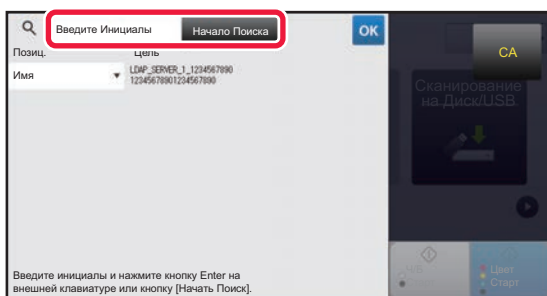 Введите Инициалы Начало Поиска OK
CA
Позиц. Цель
Имя LDAP_SERVER_1_1234567890
12345678901234567890
Сканирование
на Диск/USB
Ч/Б Цвет
Старт Старт
Введите инициалы и нажмите кнопку Enter на
внешней клавиатуре или кнопку [Начать Поиск].